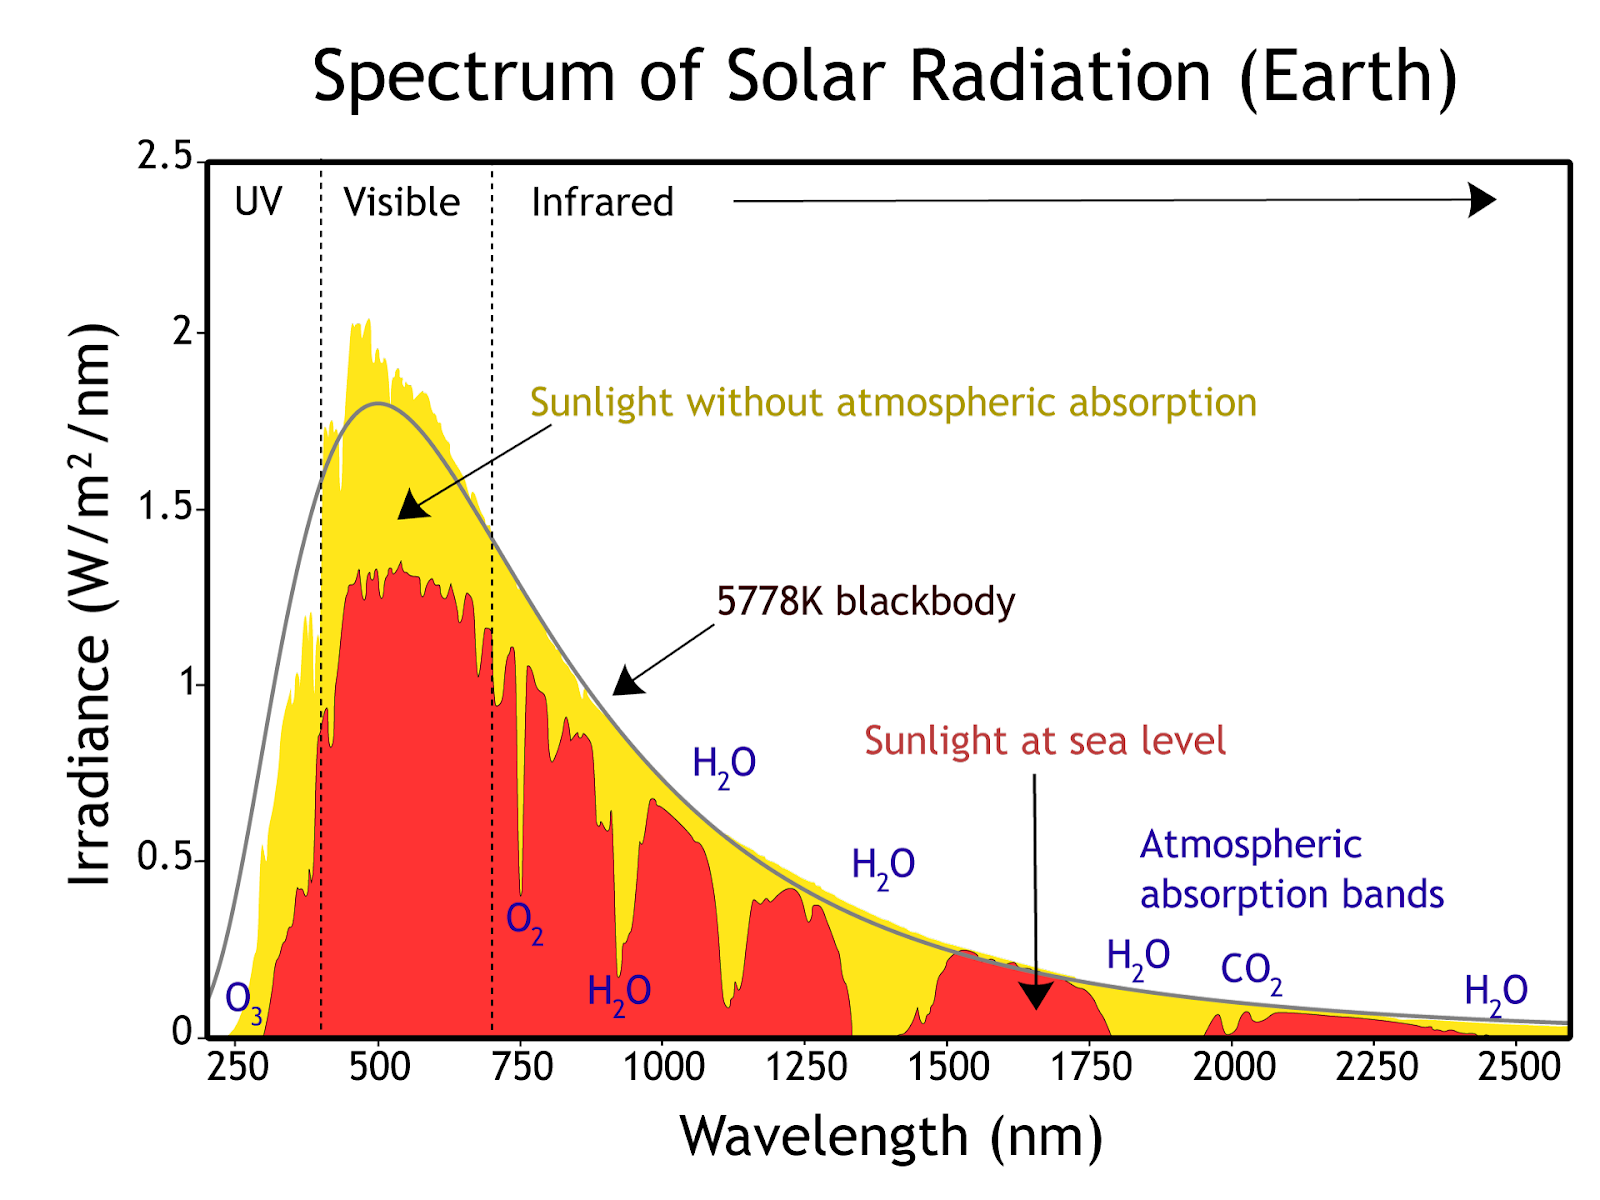 Spectrum of Solar Radiation (Earth)
2.5
UV
Visible
Infrared
2
Sunlight without atmospheric absorption
1.5
5778K blackbody
1
Sunlight at sea level
H₂O
Atmospheric
absorption bands
H₂O
0.5
O₂
H₂O
CO₂
O₃
H₂O
H₂O
0
250 500 750 1000 1250 1500 1750 2000 2250 2500
Wavelength (nm)
Irradiance (W/m²/nm)